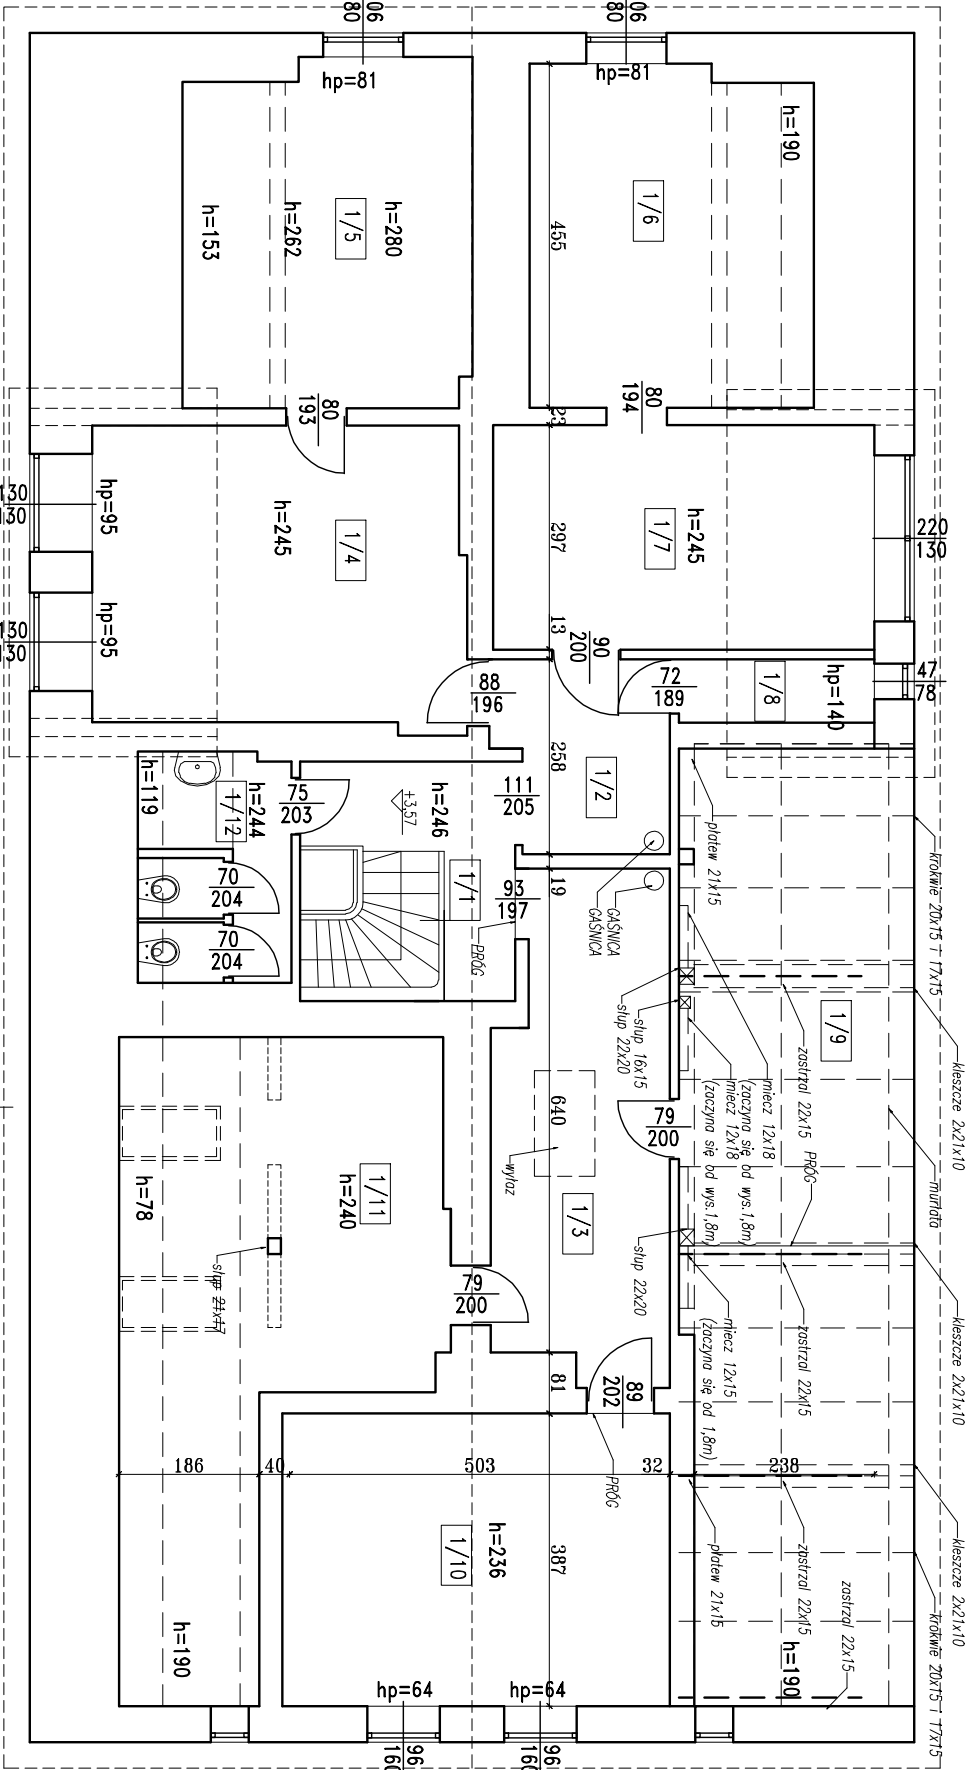 90
80
90
80
hp=81
hp=81
h=190
1/6
455
h=280
1/5
h=262
h=153
80
193
80
194
23
130
130
hp=95
h=245
1/4
297
1/7
h=245
220
130
130
130
hp=95
13
90
200
88
196
72
189
1/8
hp=140
47
78
258
1/2
111
205
h=246
+3,57
75
203
h=244
1/12
h=119
70
204
70
204
1/1
93
197
PRÓG
19
GAŚNICA
GAŚNICA
płatew 21x15
krokwie 20x15 i 17x15
słup 16x15
słup 22x20
miecz 12x18
(zaczyna się od wys.1,8m)
miecz 12x18
(zaczyna się od wys.1,8m)
zastrzał 22x15
PRÓG
1/9
kleszcze 2x21x10
murłata
640
wyłaz
79
200
1/3
1/11
h=240
h=78
słup 21x17
79
200
słup 22x20
miecz 12x15
(zaczyna się od 1,8m)
zastrzał 22x15
kleszcze 2x21x10
81
89
202
PRÓG
186
40
503
32
238
387
1/10
h=236
płatew 21x15
zastrzał 22x15
zastrzał 22x15
kleszcze 2x21x10
krokwie 20x15 i 17x15
h=190
h=190
hp=64
hp=64
96
160
96
160